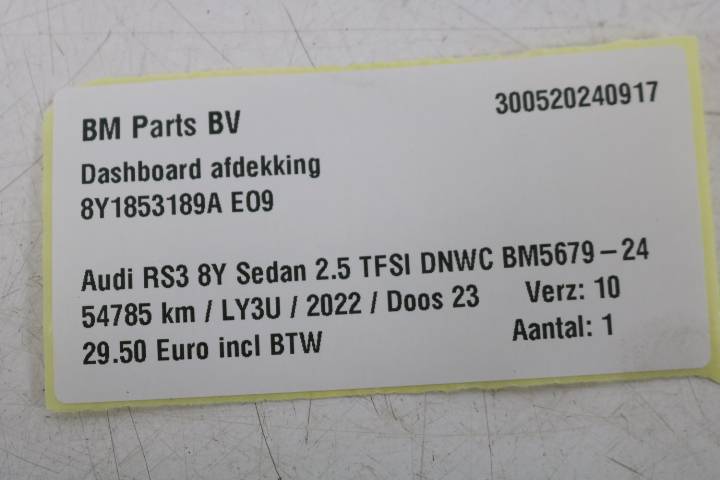 BM Parts BV 300520240917
Dashboard afdekking
8Y1853189A EO9
Audi RS3 8Y Sedan 2.5 TFSI DNWC BM5679-24
54785 km / LY3U / 2022 / Doos 23 Verz: 10
29.50 Euro incl BTW Aantal: 1